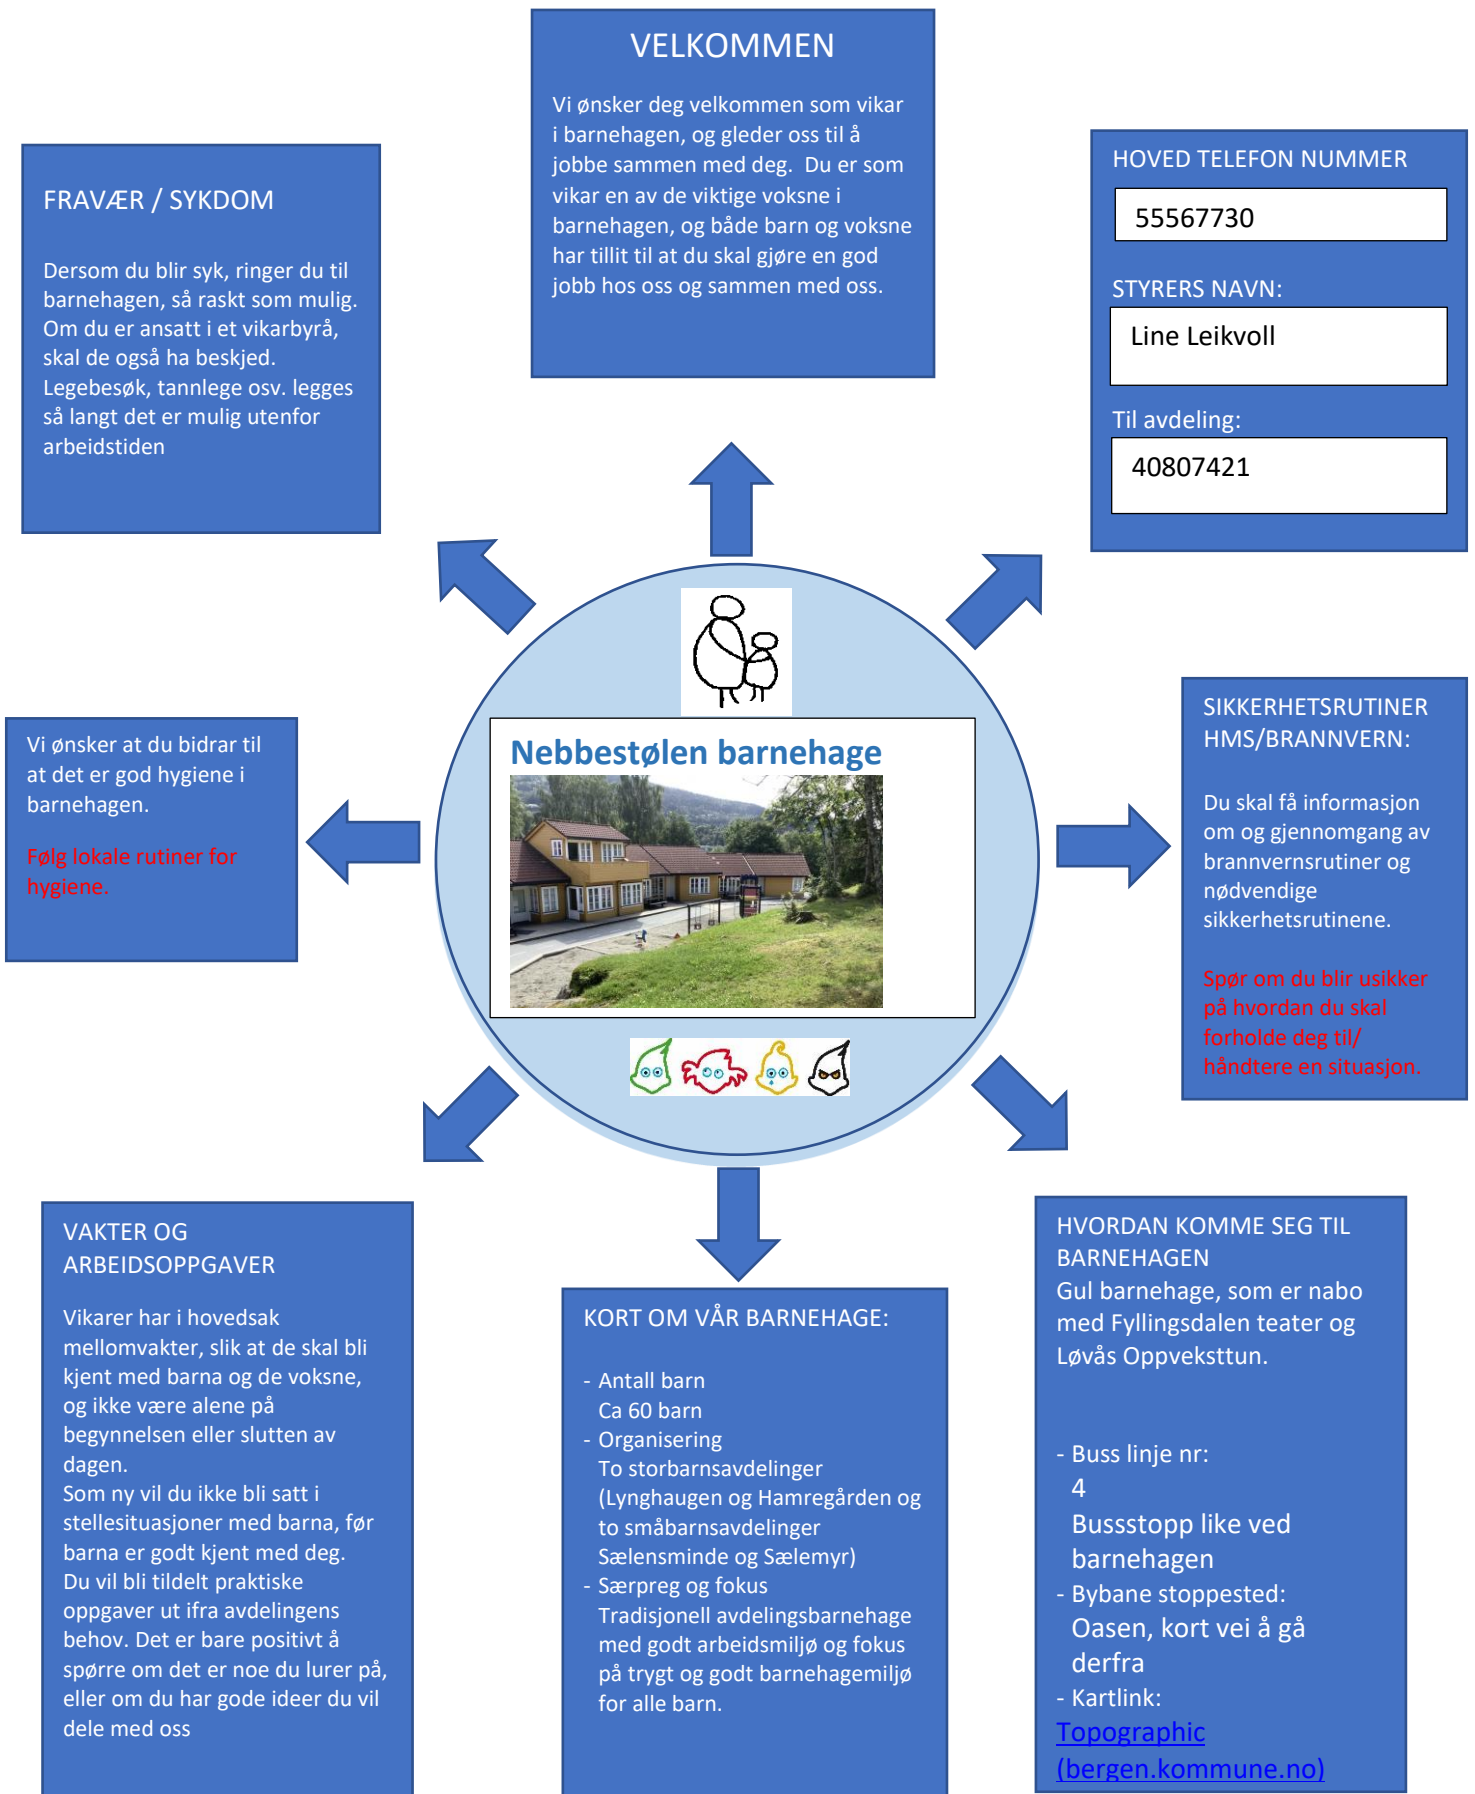 VELKOMMEN
Vi ønsker deg velkommen som vikar
i barnehagen, og gleder oss til å
jobbe sammen med deg.  Du er som
vikar en av de viktige voksne i
barnehagen, og både barn og voksne
har tillit til at du skal gjøre en god
jobb hos oss og sammen med oss.
FRAVÆR / SYKDOM
Dersom du blir syk, ringer du til
barnehagen, så raskt som mulig.
Om du er ansatt i et vikarbyrå,
skal de også ha beskjed.
Legebesøk, tannlege osv. legges
så langt det er mulig utenfor
arbeidstiden
HOVED TELEFON NUMMER
55567730
STYRERS NAVN:
Line Leikvoll
Til avdeling:
40807421
Vi ønsker at du bidrar til
at det er god hygiene i
barnehagen.
Følg lokale rutiner for
hygiene.
Nebbestølen barnehage
SIKKERHETSRUTINER
HMS/BRANNVERN:
Du skal få informasjon
om og gjennomgang av
brannvernsrutiner og
nødvendige
sikkerhetsrutinene.
Spør om du blir usikker
på hvordan du skal
forholde deg til/
håndtere en situasjon.
VAKTER OG
ARBEIDSOPPGAVER
Vikarer har i hovedsak
mellomvakter, slik at de skal bli
kjent med barna og de voksne,
og ikke være alene på
begynnelsen eller slutten av
dagen.
Som ny vil du ikke bli satt i
stellesituasjoner med barna, før
barna er godt kjent med deg.
Du vil bli tildelt praktiske
oppgaver ut ifra avdelingens
behov. Det er bare positivt å
spørre om det er noe du lurer på,
eller om du har gode ideer du vil
dele med oss
KORT OM VÅR BARNEHAGE:
- Antall barn
Ca 60 barn
- Organisering
To storbarnsavdelinger
(Lynghaugen og Hamregården og
to småbarnsavdelinger
Sælensminde og Sælemyr)
- Særpreg og fokus
Tradisjonell avdelingsbarnehage
med godt arbeidsmiljø og fokus
på trygt og godt barnehagemiljø
for alle barn.
HVORDAN KOMME SEG TIL
BARNEHAGEN
Gul barnehage, som er nabo
med Fyllingsdalen teater og
Løvås Oppveksttun.
- Buss linje nr:
4
Bussstopp like ved
barnehagen
- Bybane stoppested:
Oasen, kort vei å gå
derfra
- Kartlink:
Topographic
(bergen.kommune.no)